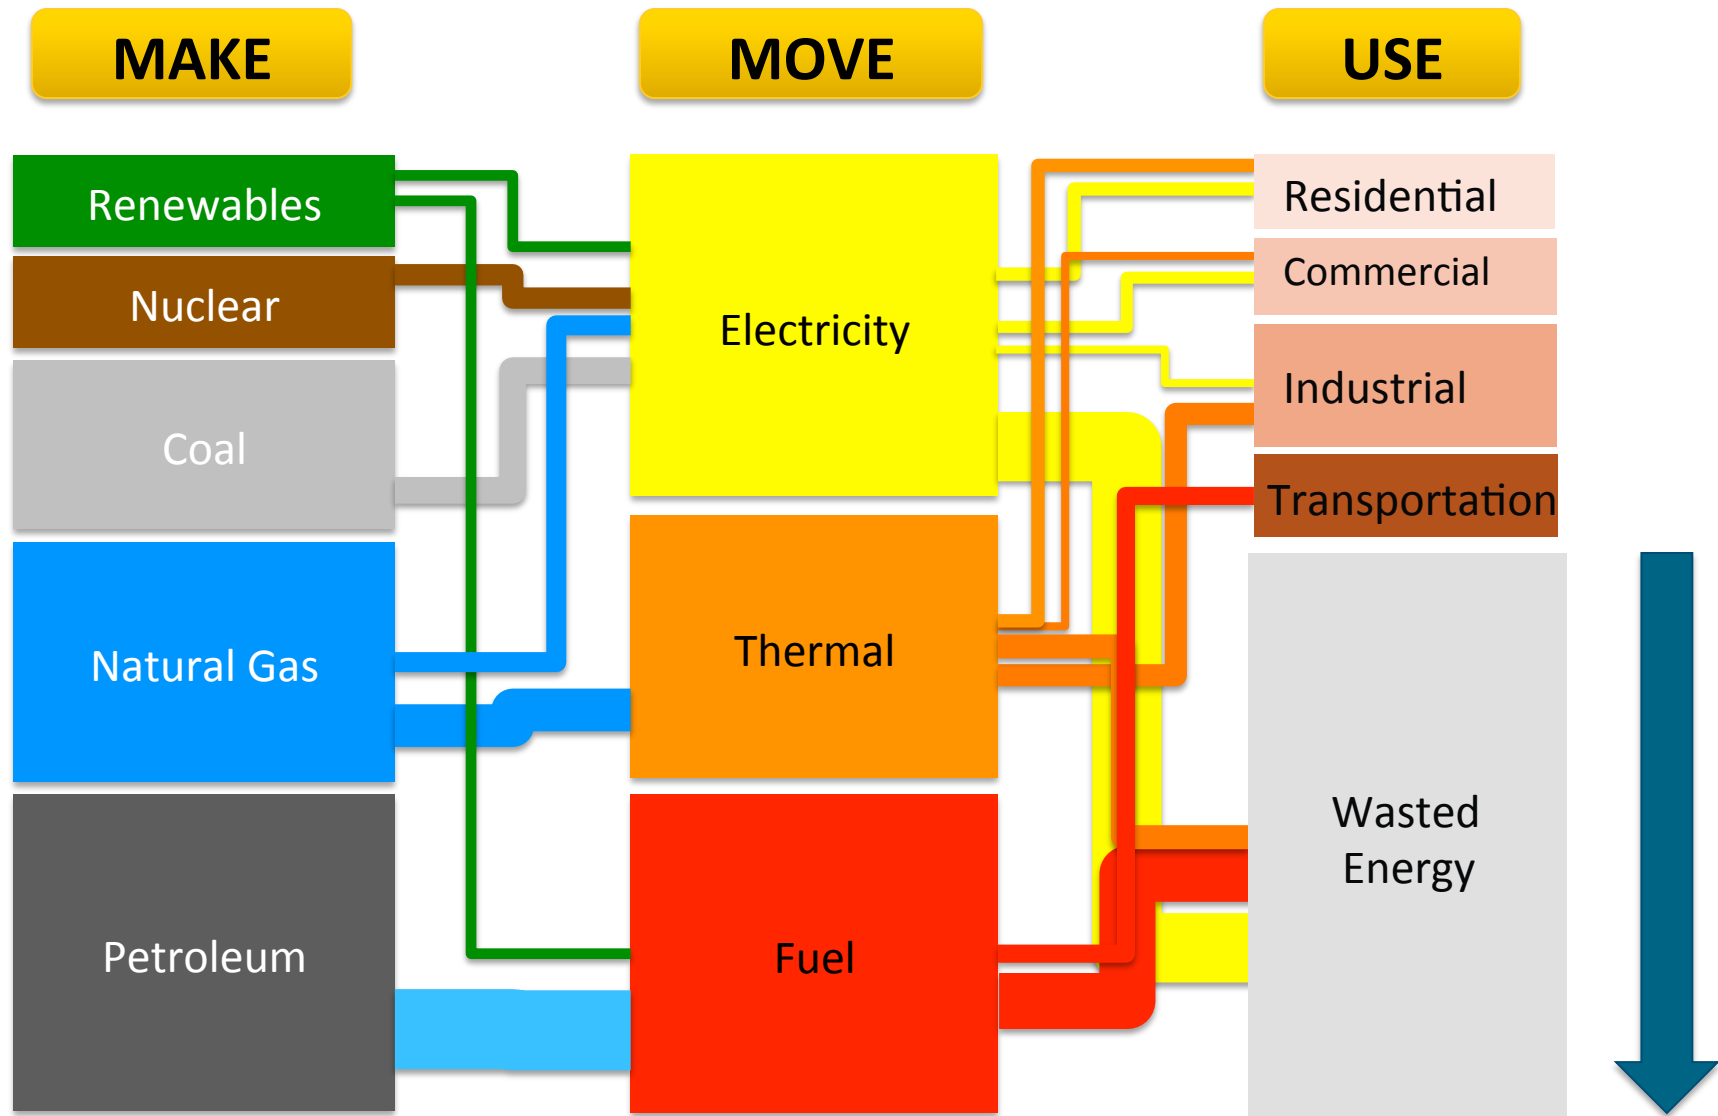 MAKE
MOVE
USE
Renewables
Nuclear
Coal
Natural Gas
Petroleum
Electricity
Thermal
Fuel
Residential
Commercial
Industrial
Transportation
Wasted
Energy